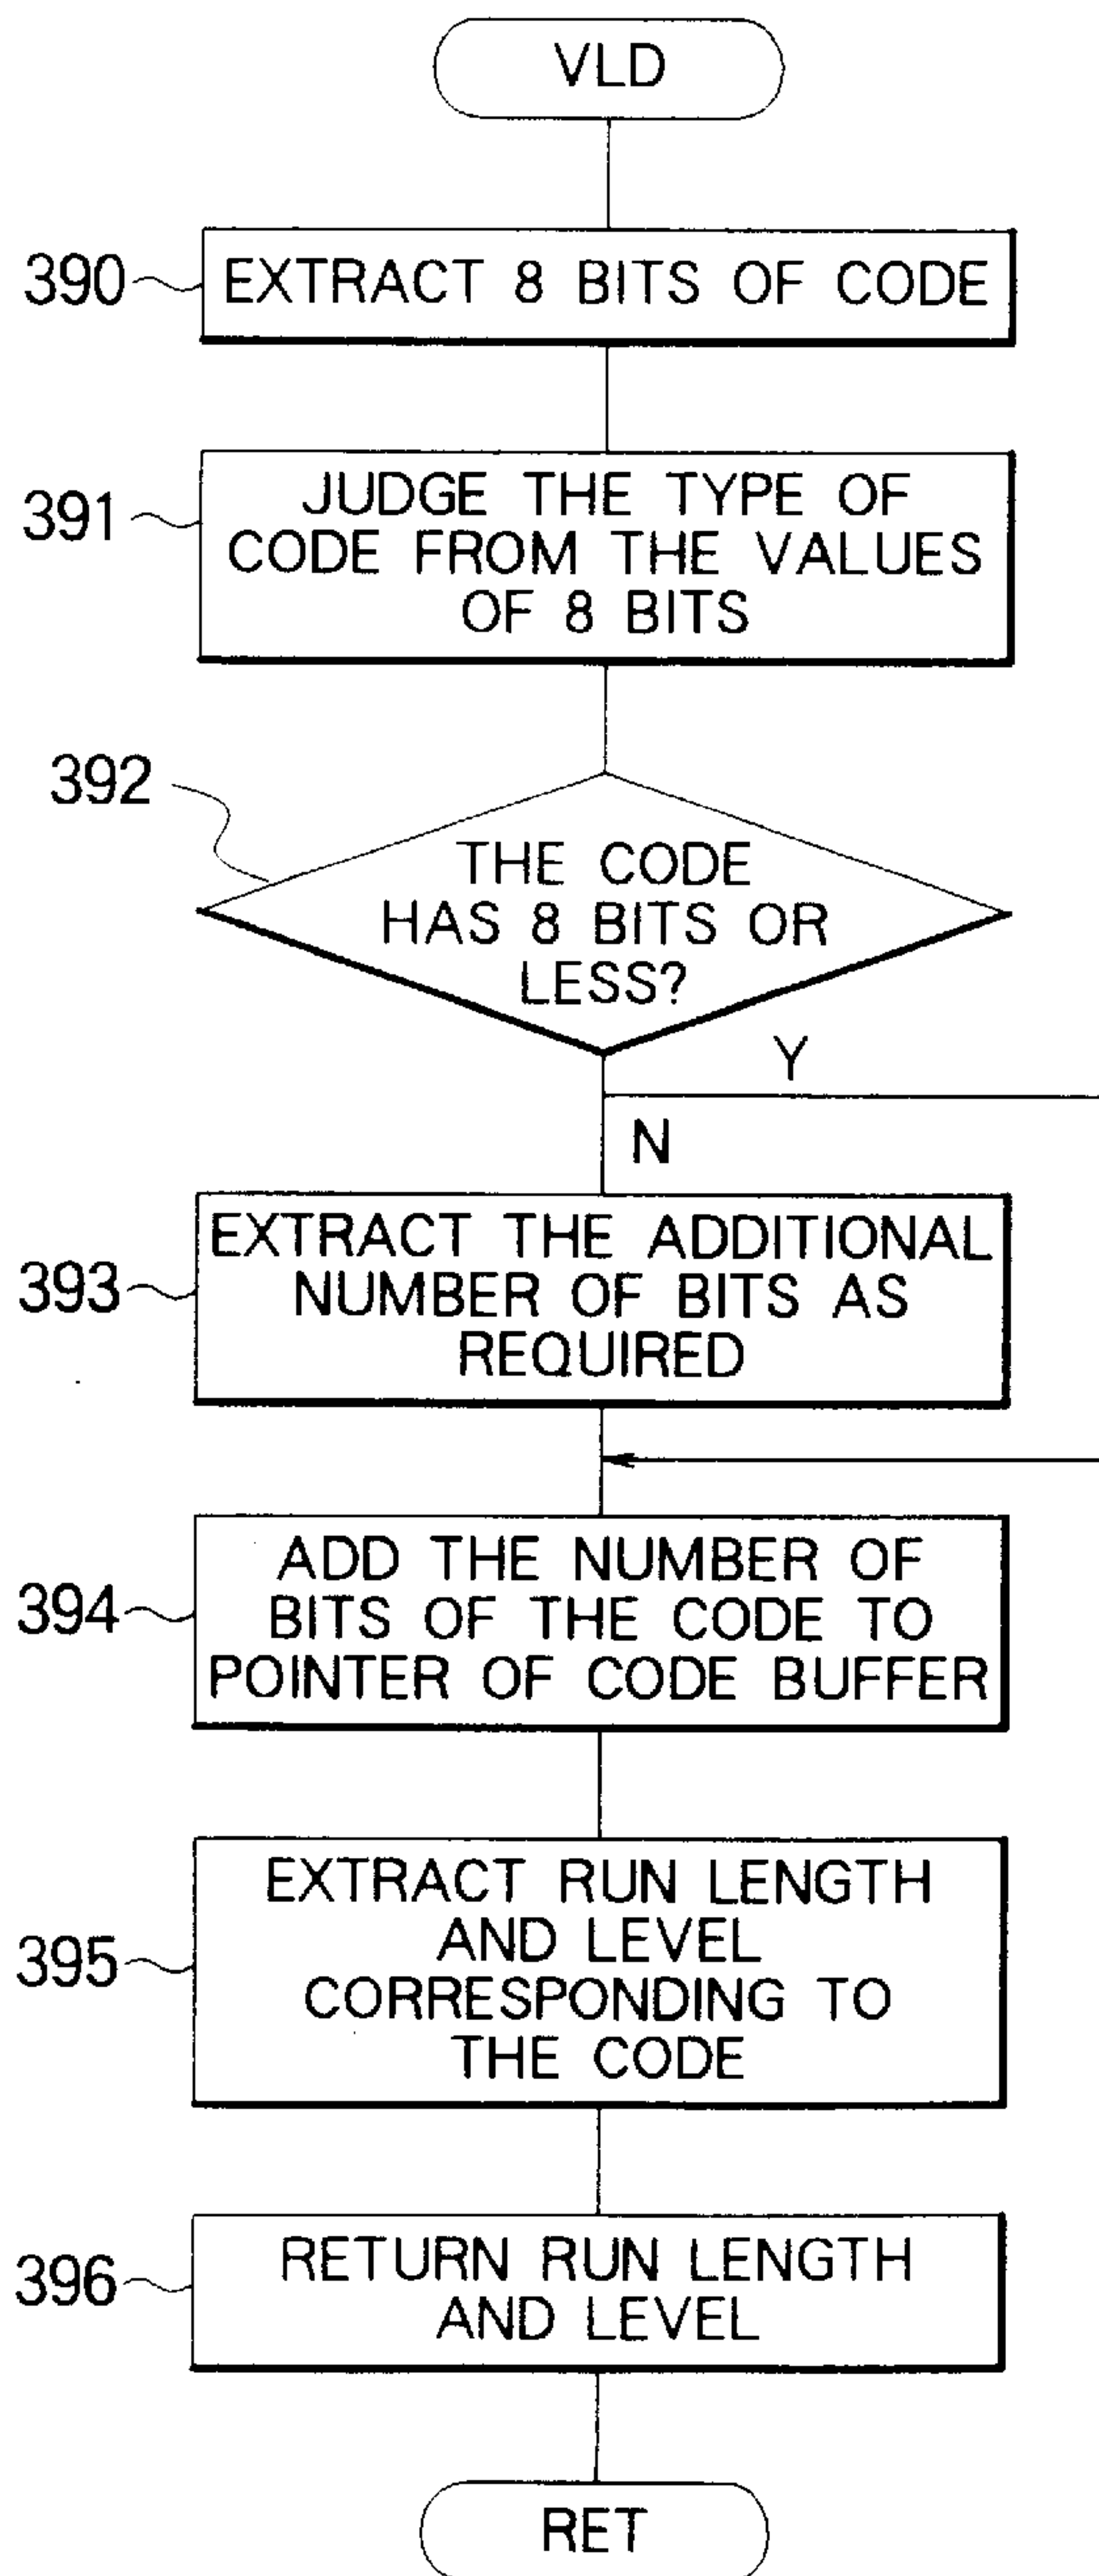 VLD
390
EXTRACT 8 BITS OF CODE
391
JUDGE THE TYPE OF
CODE FROM THE VALUES
OF 8 BITS
392
THE CODE
HAS 8 BITS OR
LESS?
Y
N
393
EXTRACT THE ADDITIONAL
NUMBER OF BITS AS
REQUIRED
394
ADD THE NUMBER OF
BITS OF THE CODE TO
POINTER OF CODE BUFFER
395
EXTRACT RUN LENGTH
AND LEVEL
CORRESPONDING TO
THE CODE
396
RETURN RUN LENGTH
AND LEVEL
RET